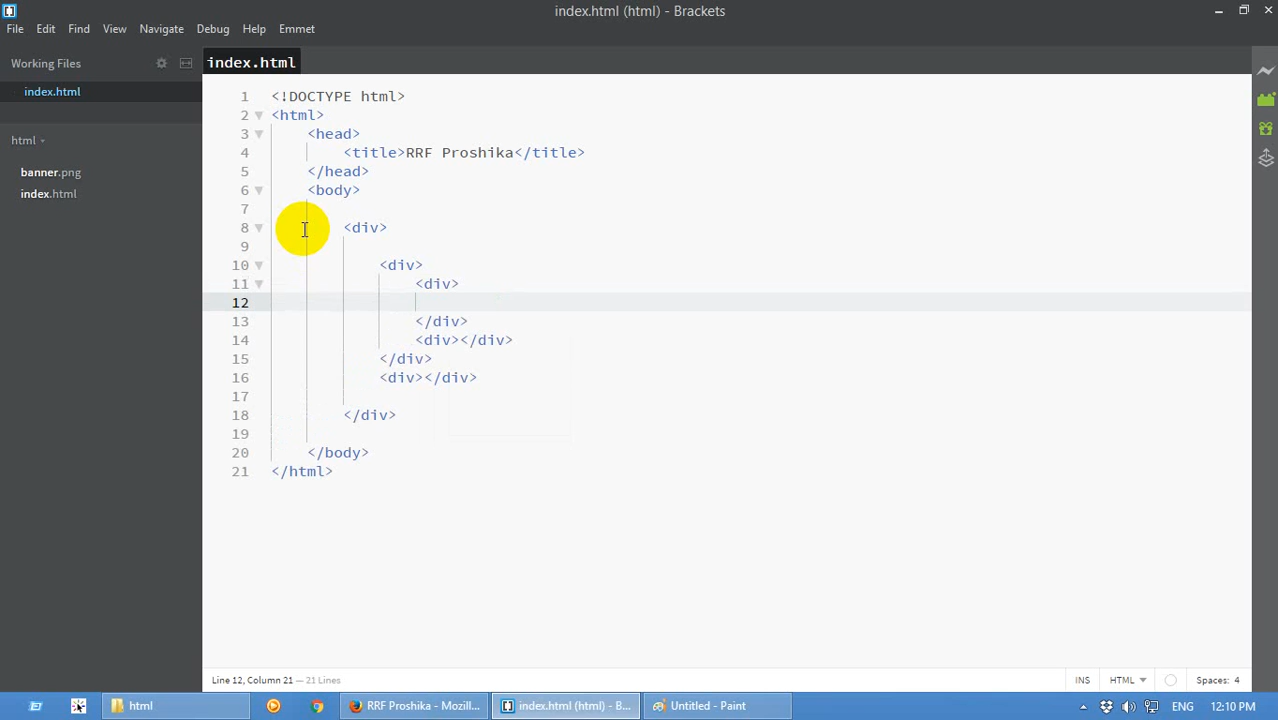 index.html (html) - Brackets
File Edit Find View Navigate Debug Help Emmet
Working Files
index.html
html
banner.png
index.html
index.html
1 <!DOCTYPE html>
2 <html>
3 <head>
4 <title>RRF Proshika</title>
5 </head>
6 <body>
7
8 <div>
9
10 <div>
11 <div>
12
13 </div>
14 <div></div>
15 </div>
16 <div></div>
17
18 </div>
19
20 </body>
21 </html>
Line 12, Column 21 — 21 Lines
INS HTML Spaces: 4
html RRF Proshika - Mozill... index.html (html) - B... Untitled - Paint ENG 12:10 PM